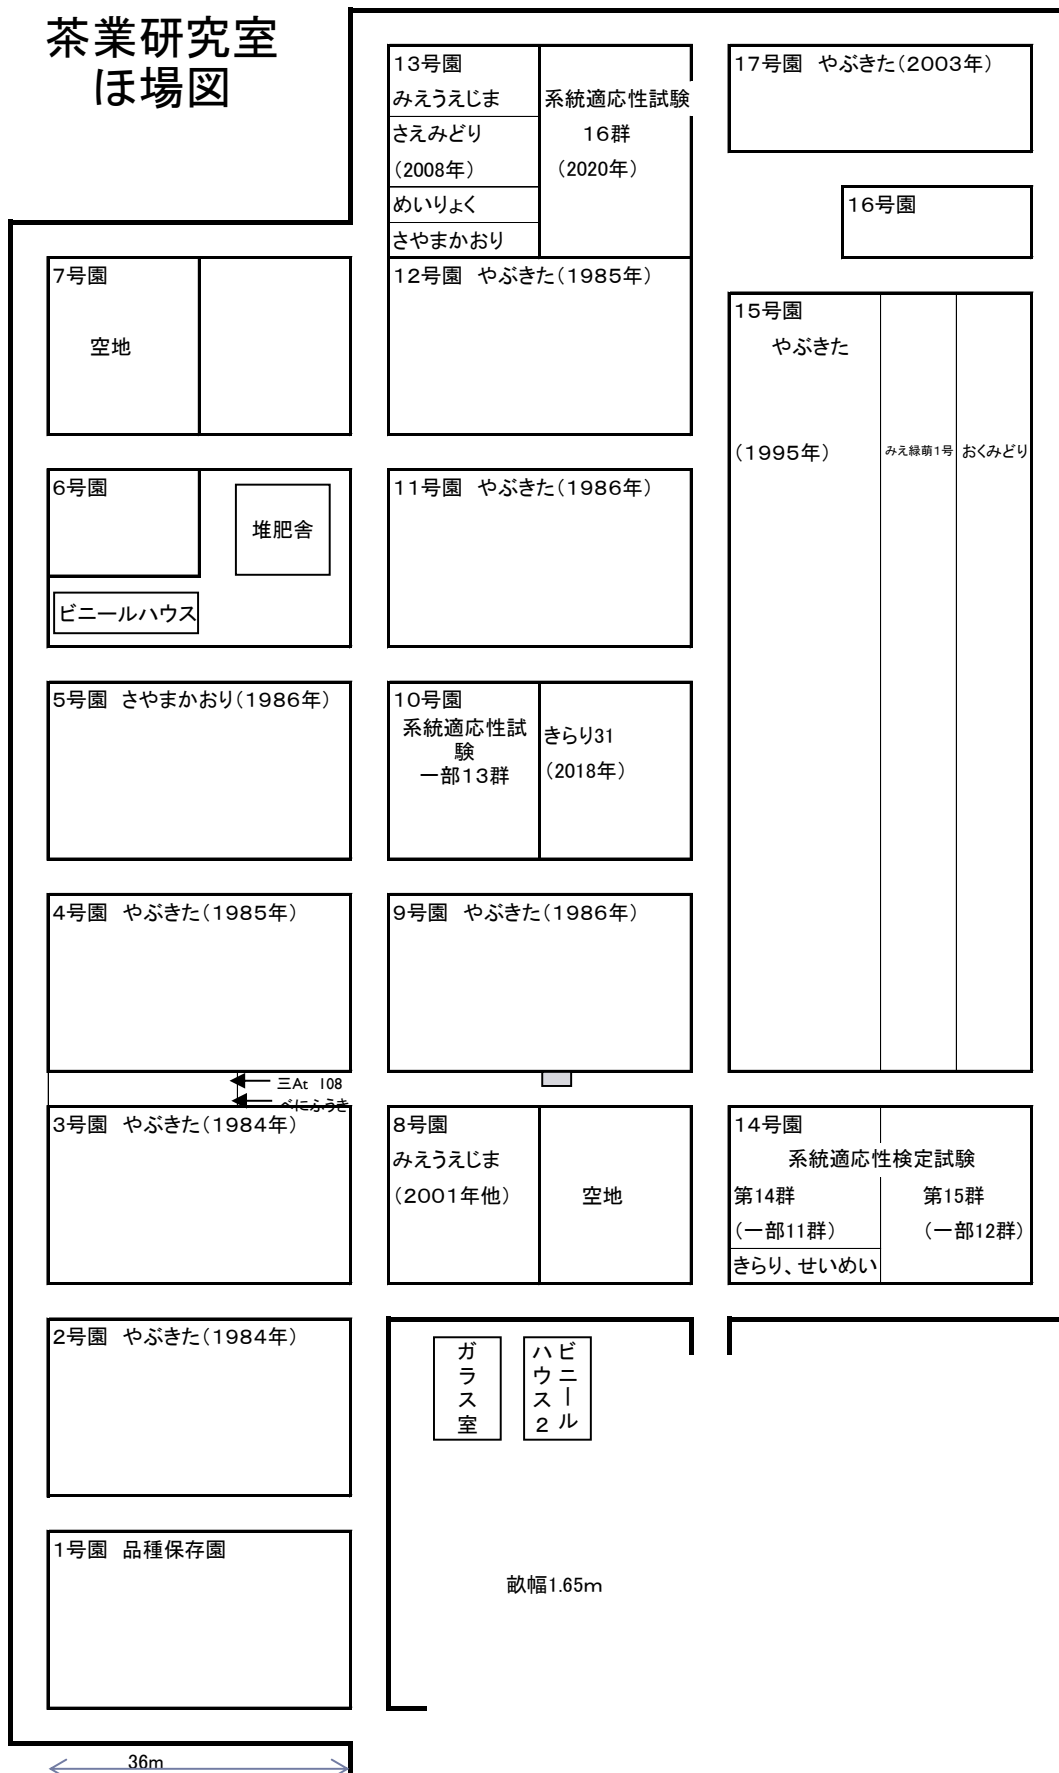 茶業研究室
ほ場図
13号園
みえうえじま
さえみどり
（2008年）
めいりょく
さやまかおり
系統適応性試験
16群
（2020年）
17号園　やぶきた（2003年）
16号園
7号園
空地
12号園　やぶきた（1985年）
15号園
やぶきた
（1995年）
みえ緑萌1号
おくみどり
6号園
堆肥舎
ビニールハウス
11号園　やぶきた（1986年）
5号園　さやまかおり（1986年）
10号園
系統適応性試
験
一部13群
きらり31
（2018年）
4号園　やぶきた（1985年）
9号園　やぶきた（1986年）
三At 108
べにふうき
3号園　やぶきた（1984年）
8号園
みえうえじま
（2001年他）
空地
14号園
系統適応性検定試験
第14群
（一部11群）
きらり、せいめい
第15群
（一部12群）
2号園　やぶきた（1984年）
ガラス室
ビニール
ハウス2
1号園　品種保存園
畝幅1.65m
36m